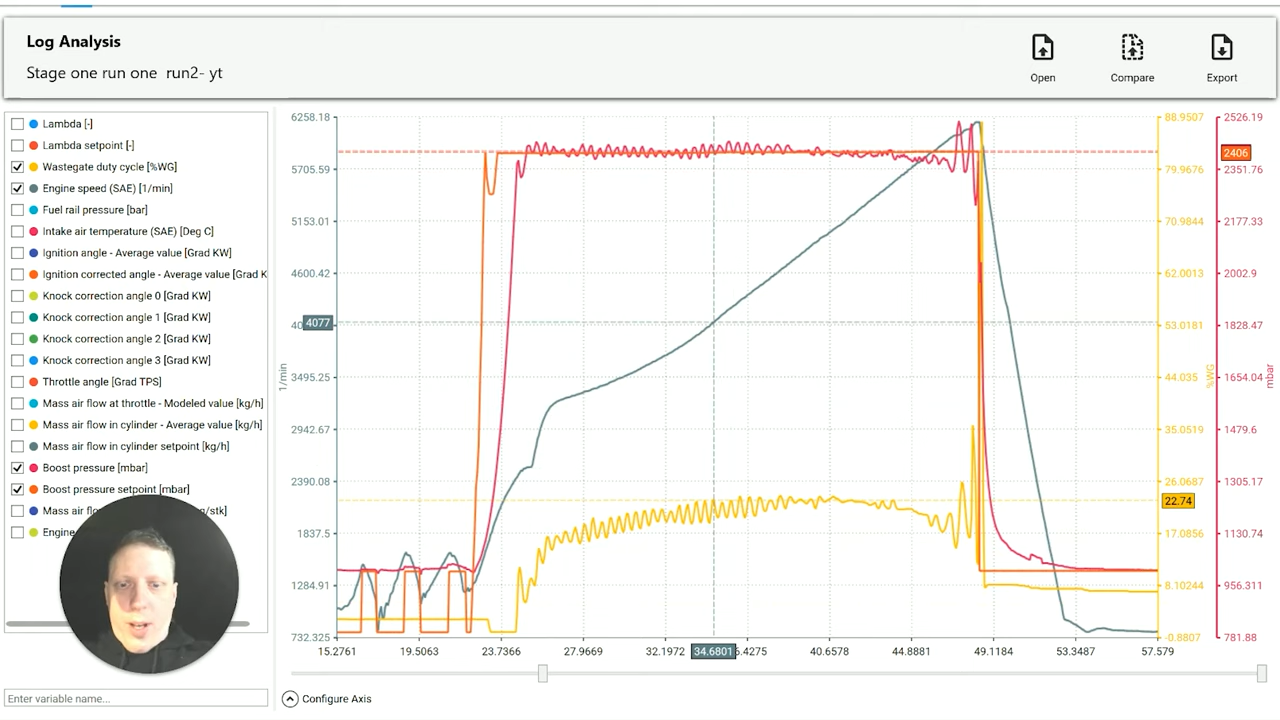 Log Analysis
Stage one run one run2- yt
Open
Compare
Export
Lambda [-]
Lambda setpoint [-]
Wastegate duty cycle [%WG]
Engine speed (SAE) [1/min]
Fuel rail pressure [bar]
Intake air temperature (SAE) [Deg C]
Ignition angle - Average value [Grad KW]
Ignition corrected angle - Average value [Grad K
Knock correction angle 0 [Grad KW]
Knock correction angle 1 [Grad KW]
Knock correction angle 2 [Grad KW]
Knock correction angle 3 [Grad KW]
Throttle angle [Grad TPS]
Mass air flow at throttle - Modeled value [kg/h]
Mass air flow in cylinder - Average value [kg/h]
Mass air flow in cylinder setpoint [kg/h]
Boost pressure [mbar]
Boost pressure setpoint [mbar]
Mass air flo g/stk]
Engine
Enter variable name...
6258.18
5705.59
5153.01
4600.42
40
4077
3495.25
2942.67
2390.08
1837.5
1284.91
732.325
1/min
15.2761
19.5063
23.7366
27.9669
32.1972
34.6801
6.4275
40.6578
44.8881
49.1184
53.3487
57.579
88.9507
79.9676
70.9844
62.0013
53.0181
44.035
35.0519
26.0687
22.74
17.0856
8.10244
-0.8807
%WG
2526.19
2406
2351.76
2177.33
2002.9
1828.47
1654.04
1479.6
1305.17
1130.74
956.311
781.88
mbar
Configure Axis